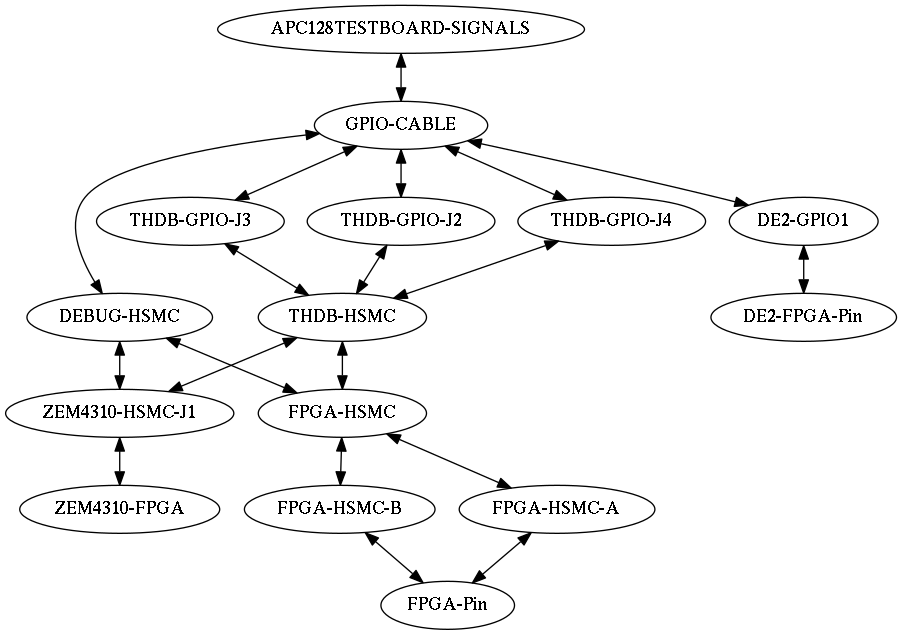 APC128TESTBOARD-SIGNALS
GPIO-CABLE
THDB-GPIO-J3
THDB-GPIO-J2
THDB-GPIO-J4
DE2-GPIO1
DEBUG-HSMC
THDB-HSMC
DE2-FPGA-Pin
ZEM4310-HSMC-J1
FPGA-HSMC
ZEM4310-FPGA
FPGA-HSMC-B
FPGA-HSMC-A
FPGA-Pin